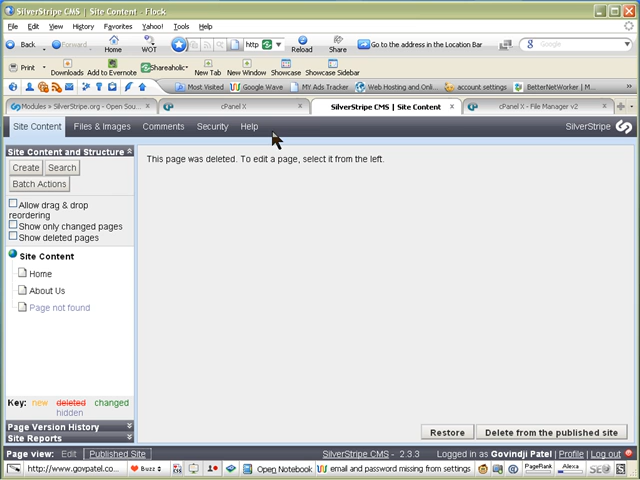 SilverStripe CMS | Site Content - Flock
File Edit View History Favorites Yahoo! Tools Help
Back Forward Home WOT http Reload Share Go to the address in the Location Bar Google
Print Downloads Add to Evernote Shareaholic New Tab New Window Showcase Showcase Sidebar
Most Visited Google Wave MY Ads Tracker Web Hosting and Onli... account settings BetterNetWorker | My...
Modules » SilverStripe.org - Open Sou... cPanel X SilverStripe CMS | Site Content cPanel X - File Manager v2
Site Content Files & Images Comments Security Help SilverStripe
Site Content and Structure
Create Search
Batch Actions
Allow drag & drop
reordering
Show only changed pages
Show deleted pages
Site Content
Home
About Us
Page not found
This page was deleted. To edit a page, select it from the left.
Key: new deleted changed
hidden
Page Version History
Site Reports
Restore Delete from the published site
Page view: Edit Published Site SilverStripe CMS - 2.3.3 Logged in as Govindji Patel | Profile | Log out
http://www.govpatel.co... Buzz Open Notebook email and password missing from settings PageRank Alexa SEO